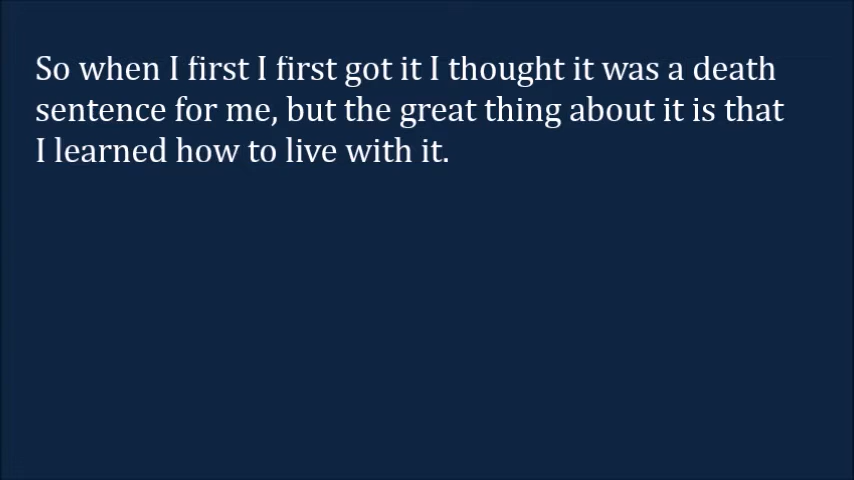 So when I first I first got it I thought it was a death
sentence for me, but the great thing about it is that
I learned how to live with it.